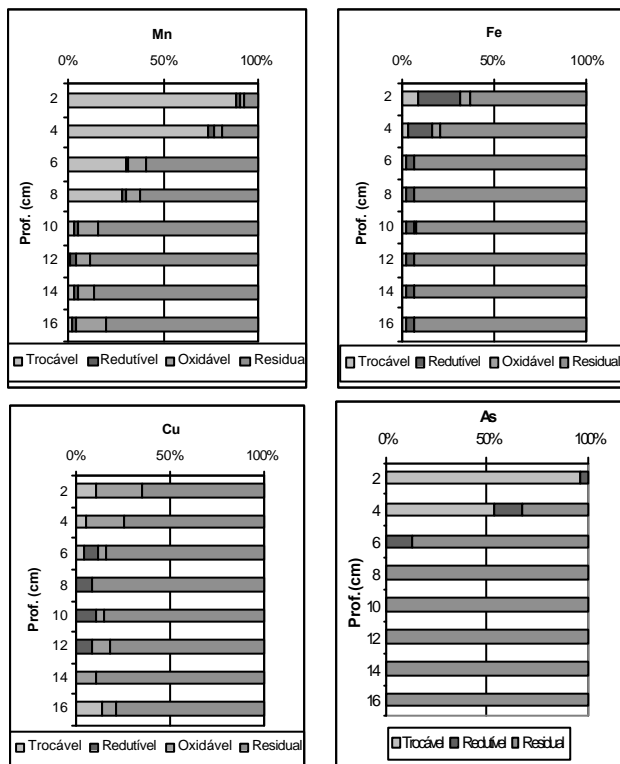 Mn
0% 50% 100%
2
4
6
8
10
12
14
16
Prof. (cm)
Trocável Redutível Oxidável Residual
Fe
0% 50% 100%
2
4
6
8
10
12
14
16
Prof. (cm)
Trocável Redutível Oxidável Residual
Cu
0% 50% 100%
2
4
6
8
10
12
14
16
Prof. (cm)
Trocável Redutível Oxidável Residual
As
0% 50% 100%
2
4
6
8
10
12
14
16
Prof.(cm)
Trocável Redutível Residual